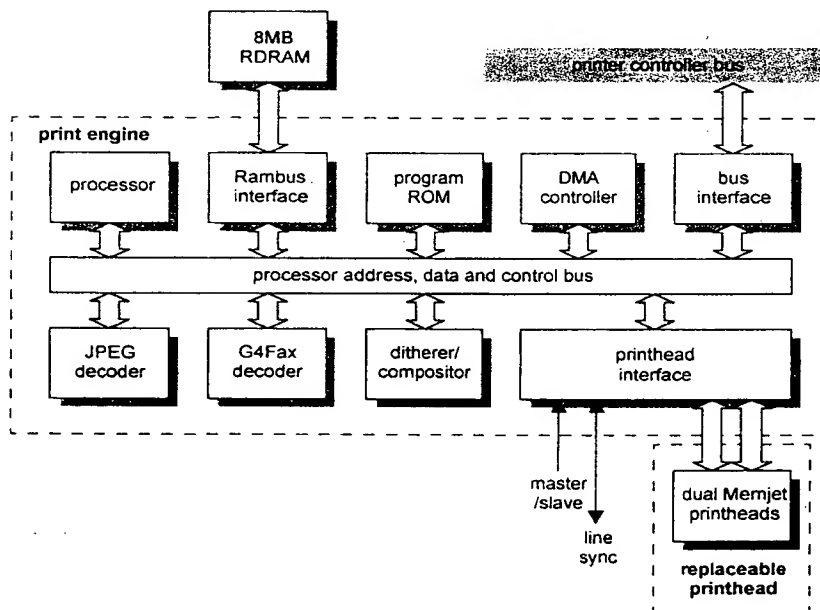 8MB
RDRAM
printer controller bus
print engine
processor
Rambus
interface
program
ROM
DMA
controller
bus
interface
processor address, data and control bus
JPEG
decoder
G4Fax
decoder
ditherer/
compositor
printhead
interface
master
/slave
line
sync
dual Memjet
printheads
replaceable
printhead